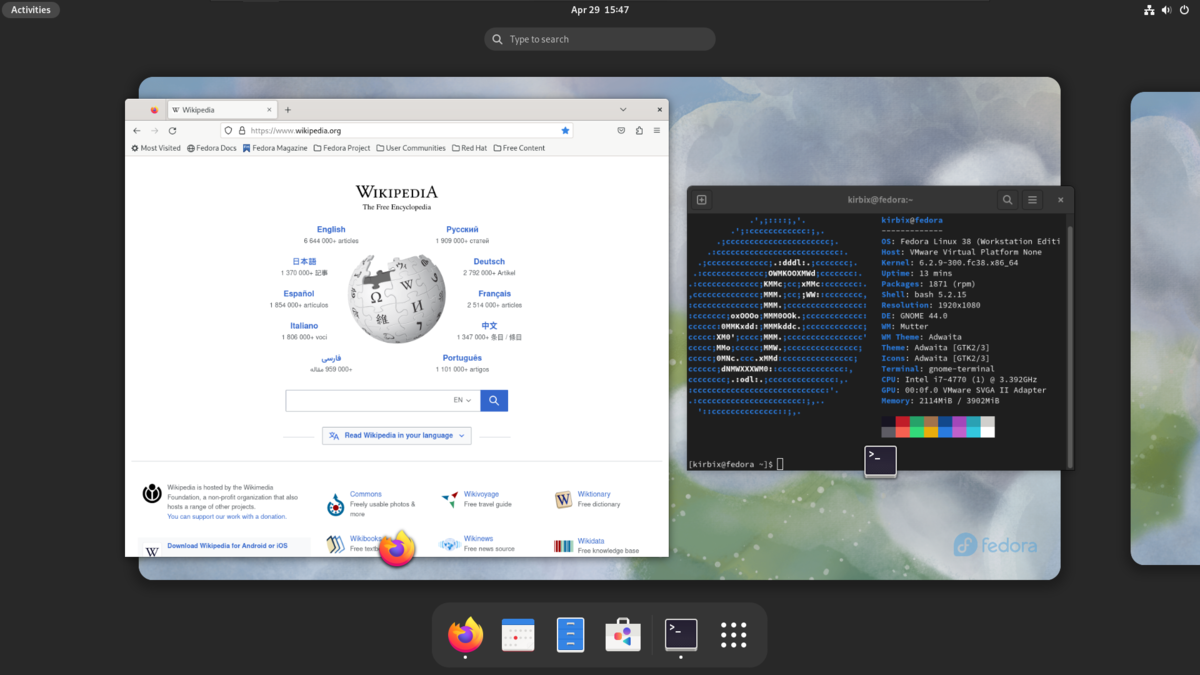 Activities
Apr 29 15:47
Type to search
Wikipedia
https://www.wikipedia.org
Most Visited Fedora Docs Fedora Magazine Fedora Project User Communities Red Hat Free Content
WIKIPEDIA
The Free Encyclopedia
English
6 644 000+ articles
Русский
1 909 000+ статей
日本語
1 370 000+ 記事
Deutsch
2 792 000+ Artikel
Español
1 854 000+ artículos
Français
2 514 000+ articles
Italiano
1 806 000+ voci
中文
1 347 000+ 条目 / 條目
فارسی
959 000+ مقاله
Português
1 101 000+ artigos
EN
Read Wikipedia in your language
Wikipedia is hosted by the Wikimedia
Foundation, a non-profit organization that also
hosts a range of other projects.
You can support our work with a donation.
Download Wikipedia for Android or iOS
Commons
Freely usable photos &
more
Wikivoyage
Free travel guide
Wiktionary
Free dictionary
Wikibooks
Free
Wikinews
Free news source
Wikidata
Free knowledge base
kirbix@fedora:~
kirbix@fedora
-------------
OS: Fedora Linux 38 (Workstation Editi
Host: VMware Virtual Platform None
Kernel: 6.2.9-300.fc38.x86_64
Uptime: 13 mins
Packages: 1871 (rpm)
Shell: bash 5.2.15
Resolution: 1920x1080
DE: GNOME 44.0
WM: Mutter
WM Theme: Adwaita
Theme: Adwaita [GTK2/3]
Icons: Adwaita [GTK2/3]
Terminal: gnome-terminal
CPU: Intel i7-4770 (1) @ 3.392GHz
GPU: 00:0f.0 VMware SVGA II Adapter
Memory: 2114MiB / 3902MiB
[kirbix@fedora ~]$
fedora